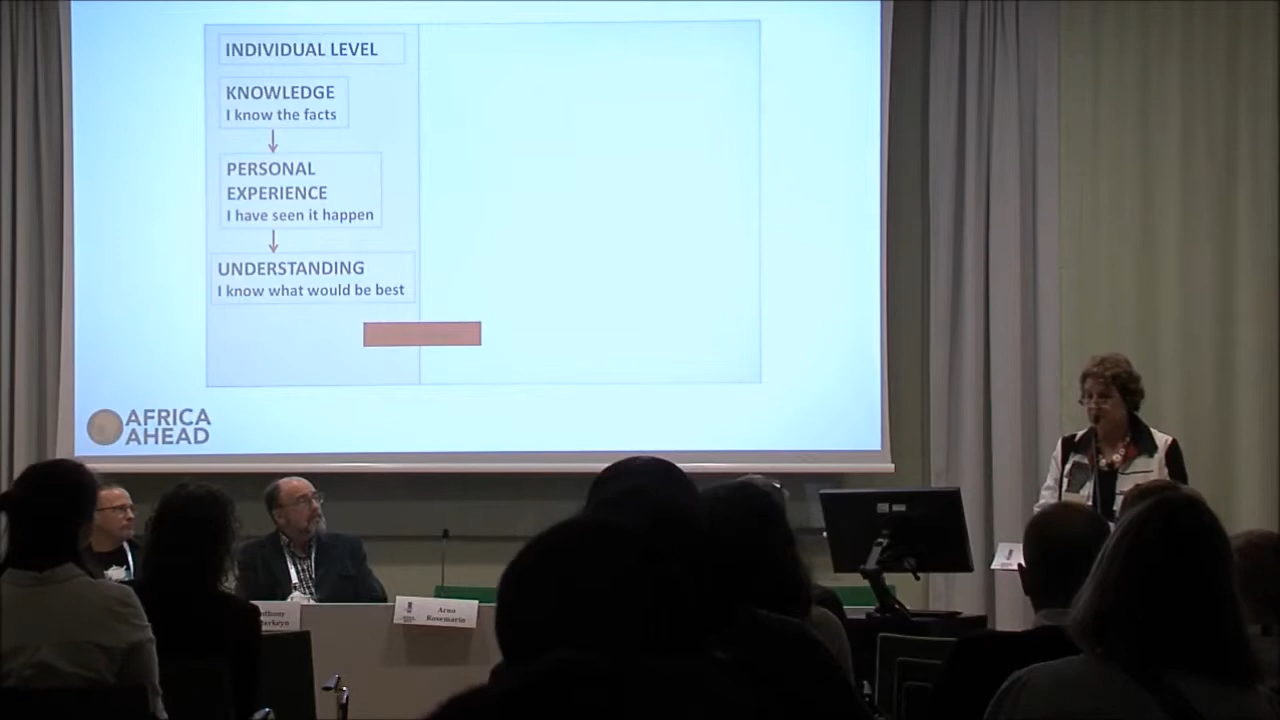 INDIVIDUAL LEVEL
KNOWLEDGE
I know the facts
PERSONAL
EXPERIENCE
I have seen it happen
UNDERSTANDING
I know what would be best
AFRICA
AHEAD
Arno
Rosemarin